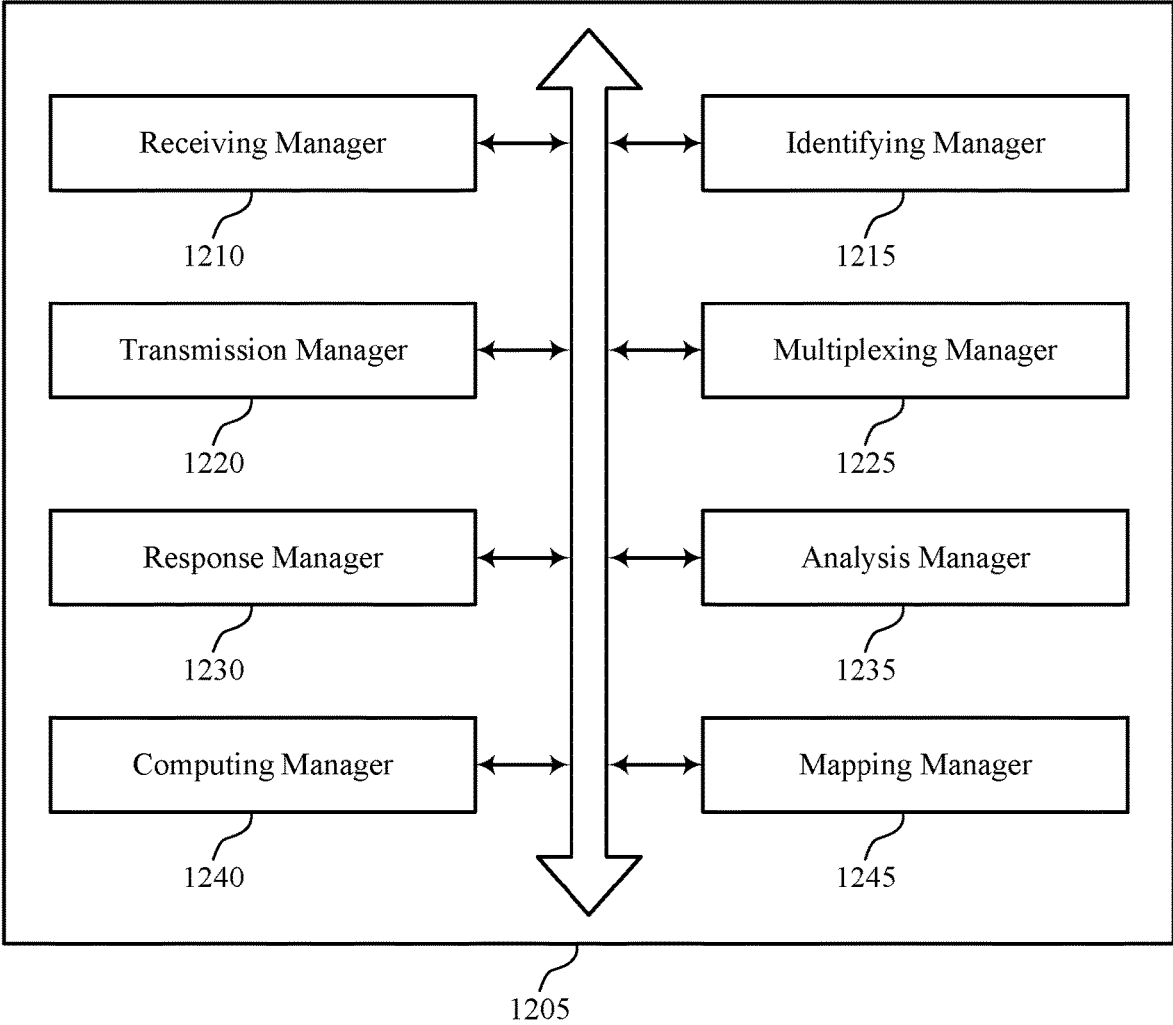 Receiving Manager
Identifying Manager
1210
1215
Transmission Manager
Multiplexing Manager
1220
1225
Response Manager
Analysis Manager
1230
1235
Computing Manager
Mapping Manager
1240
1245
1205